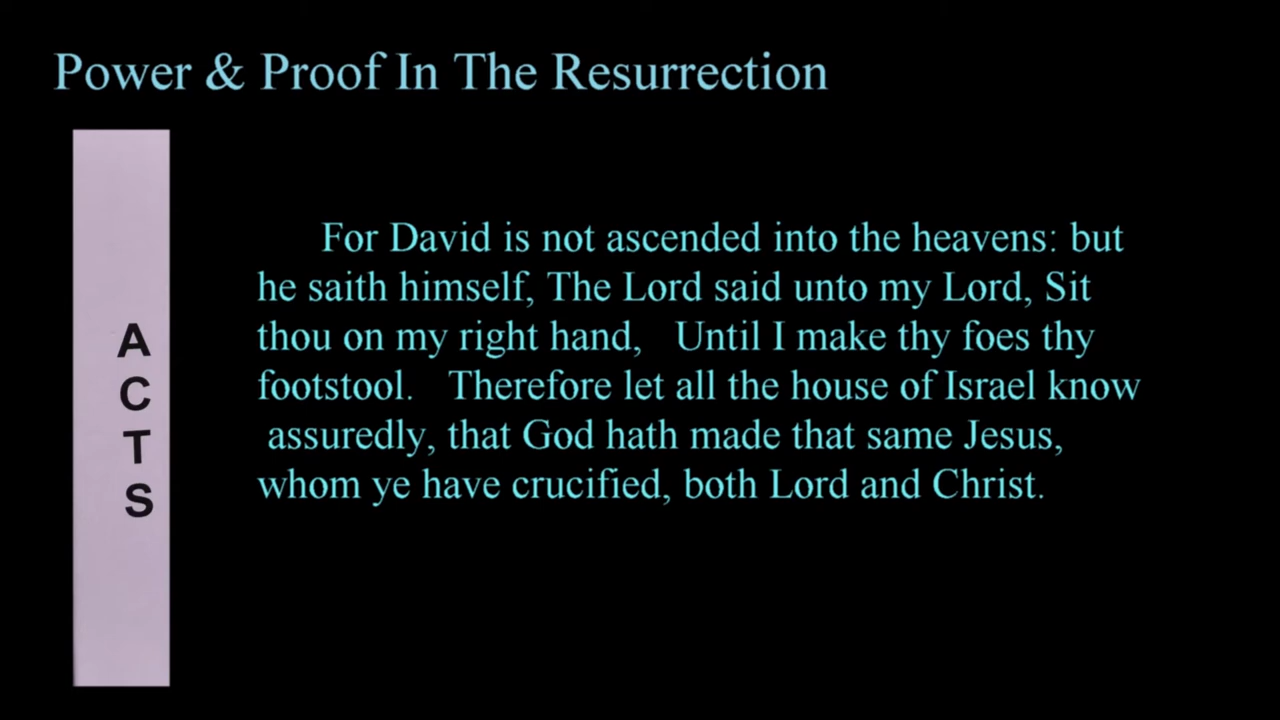 Power & Proof In The Resurrection
A
C
T
S
For David is not ascended into the heavens: but
he saith himself, The Lord said unto my Lord, Sit
thou on my right hand,   Until I make thy foes thy
footstool.   Therefore let all the house of Israel know
assuredly, that God hath made that same Jesus,
whom ye have crucified, both Lord and Christ.